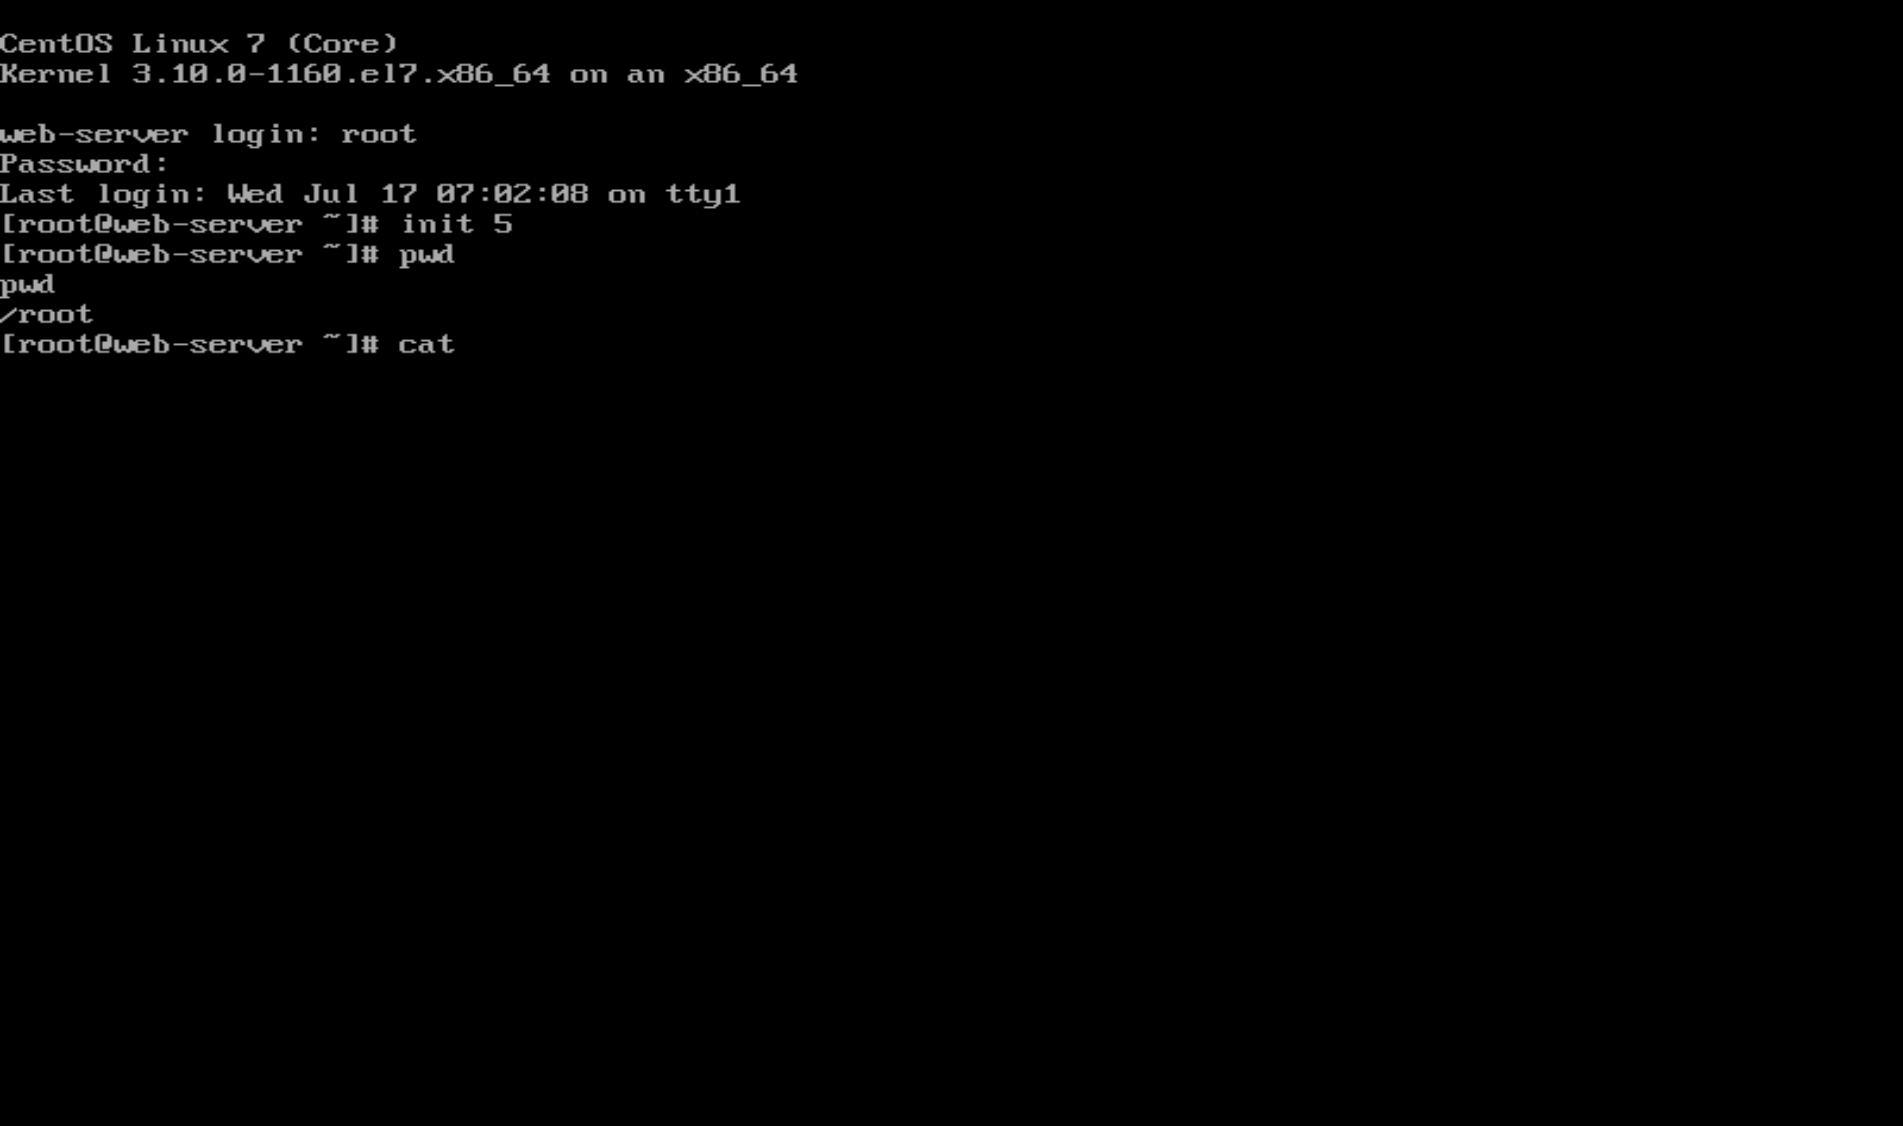 CentOS Linux 7 (Core)
Kernel 3.10.0-1160.el7.x86_64 on an x86_64
web-server login: root
Password:
Last login: Wed Jul 17 07:02:08 on tty1
[root@web-server ~]# init 5
[root@web-server ~]# pwd
pwd
/root
[root@web-server ~]# cat